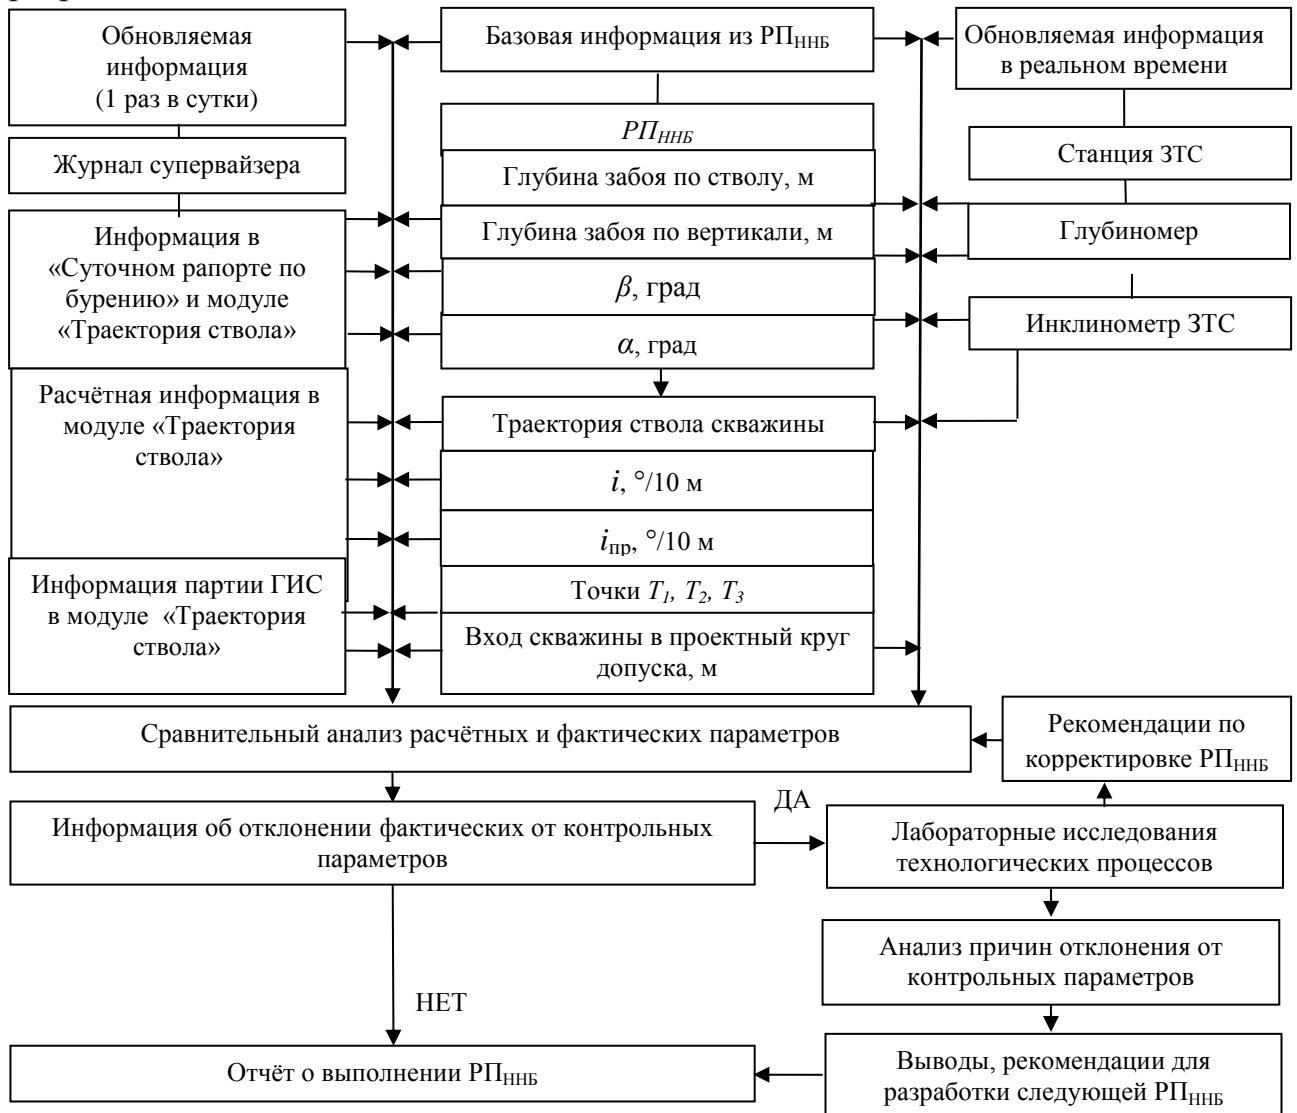 Обновляемая
информация
(1 раз в сутки)
Базовая информация из РП_ННБ
Обновляемая информация
в реальном времени
РП_ННБ
Журнал супервайзера
Станция ЗТС
Глубина забоя по стволу, м
Информация в
«Суточном рапорте по
бурению» и модуле
«Траектория ствола»
Глубина забоя по вертикали, м
Глубиномер
β, град
α, град
Инклинометр ЗТС
Расчётная информация в
модуле «Траектория
ствола»
Траектория ствола скважины
i, °/10 м
i_пр, °/10 м
Информация партии ГИС
в модуле «Траектория
ствола»
Точки T_1, T_2, T_3
Вход скважины в проектный круг
допуска, м
Сравнительный анализ расчётных и фактических параметров
Рекомендации по
корректировке РП_ННБ
Информация об отклонении фактических от контрольных
параметров
ДА
Лабораторные исследования
технологических процессов
Анализ причин отклонения от
контрольных параметров
НЕТ
Отчёт о выполнении РП_ННБ
Выводы, рекомендации для
разработки следующей РП_ННБ